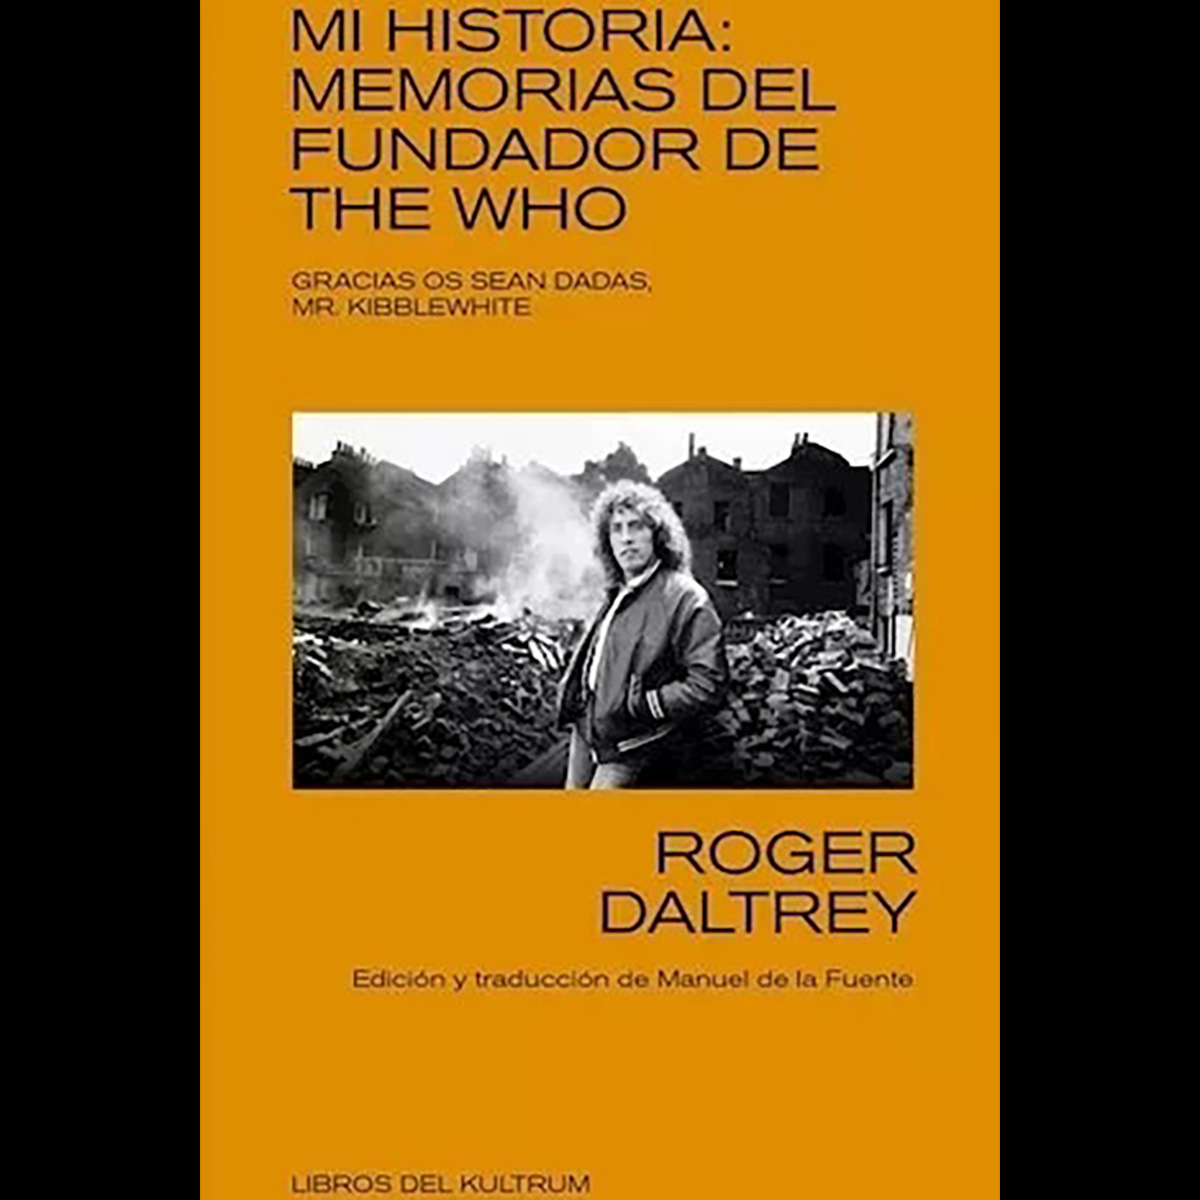 MI HISTORIA:
MEMORIAS DEL
FUNDADOR DE
THE WHO
GRACIAS OS SEAN DADAS,
MR. KIBBLEWHITE
ROGER
DALTREY
Edición y traducción de Manuel de la Fuente
LIBROS DEL KULTRUM